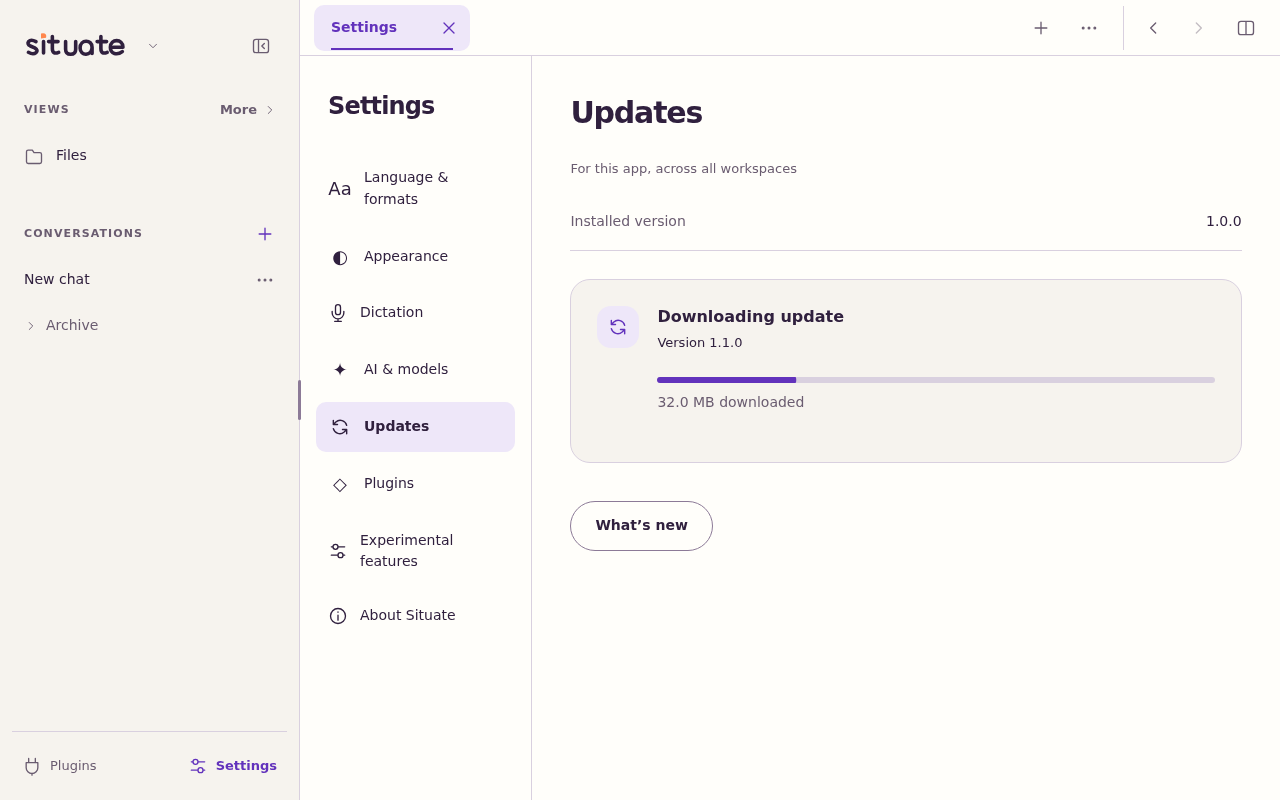 situate
VIEWS
More
Files
CONVERSATIONS
New chat
Archive
Plugins
Settings
Settings
Settings
Aa Language &
formats
Appearance
Dictation
AI & models
Updates
Plugins
Experimental
features
About Situate
Updates
For this app, across all workspaces
Installed version 1.0.0
Downloading update
Version 1.1.0
32.0 MB downloaded
What’s new